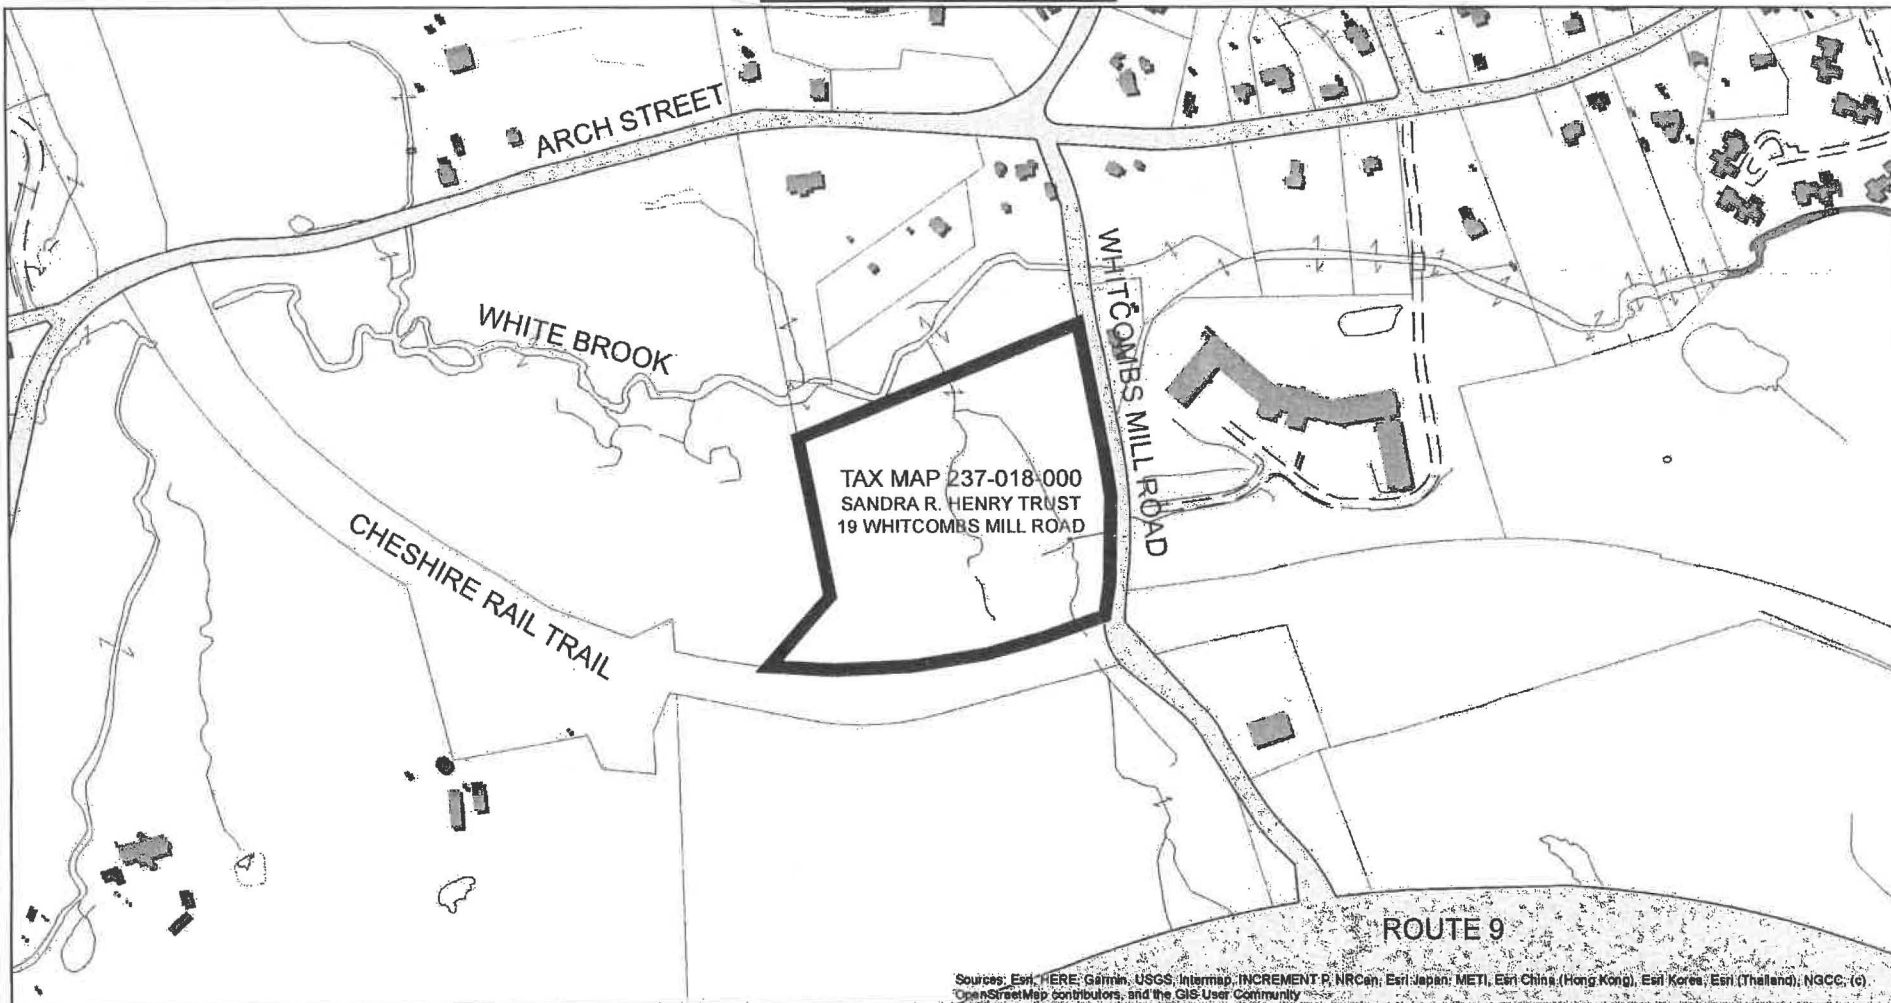 ARCH STREET
WHITE BROOK
WHITCOMBS MILL ROAD
TAX MAP 237-018-000
SANDRA R. HENRY TRUST
19 WHITCOMBS MILL ROAD
CHESHIRE RAIL TRAIL
ROUTE 9
Sources: Esri, HERE, Garmin, USGS, Intermap, INCREMENT P, NRCan, Esri Japan, METI, Esri China (Hong Kong), Esri Korea, Esri (Thailand), NGCC, (c)
OpenStreetMap contributors, and the GIS User Community